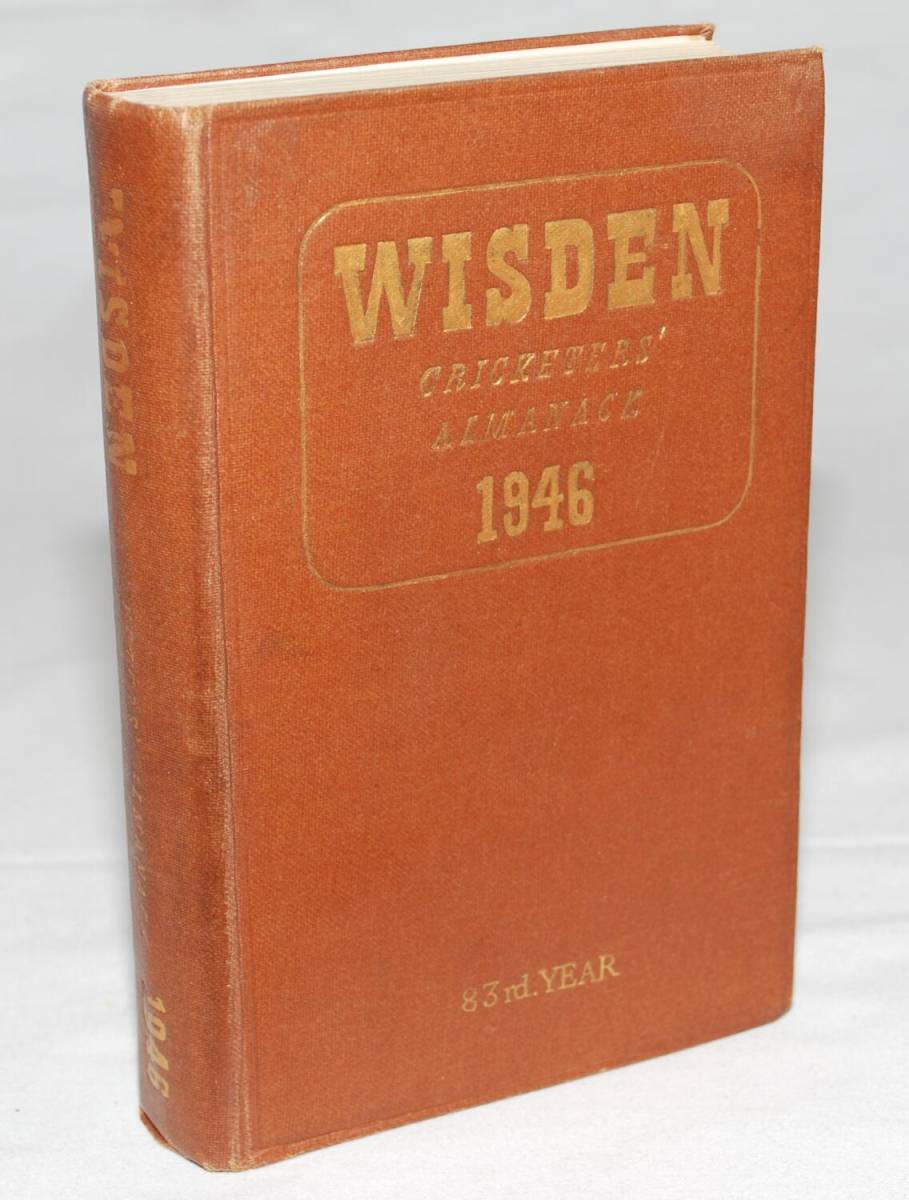 WISDEN
CRICKETERS'
ALMANACK
1946
83rd. YEAR
WISDEN
1946